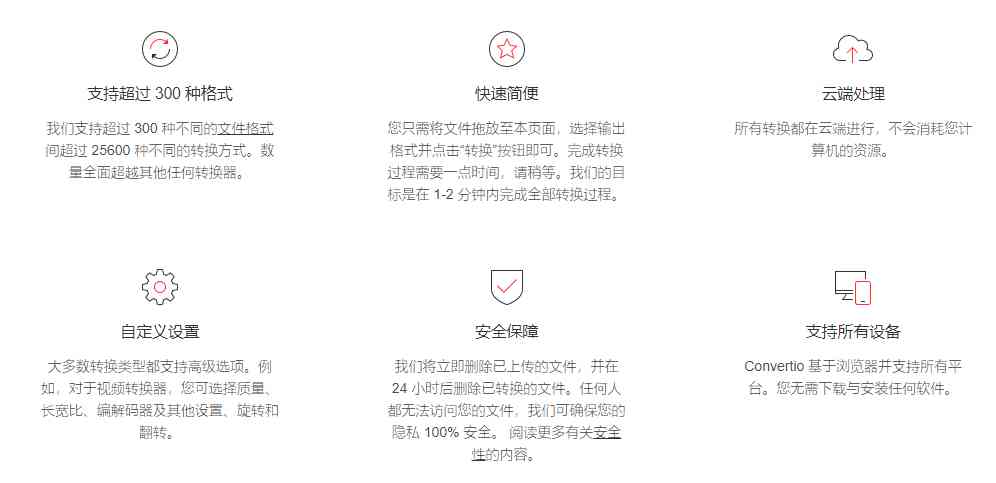 支持超过 300 种格式
我们支持超过 300 种不同的文件格式
间超过 25600 种不同的转换方式。数
量全面超越其他任何转换器。
快速简便
您只需将文件拖放至本页面，选择输出
格式并点击“转换”按钮即可。完成转换
过程需要一点时间，请稍等。我们的目
标是在 1-2 分钟内完成全部转换过程。
云端处理
所有转换都在云端进行，不会消耗您计
算机的资源。
自定义设置
大多数转换类型都支持高级选项。例
如，对于视频转换器，您可选择质量、
长宽比、编解码器及其他设置、旋转和
翻转。
安全保障
我们将立即删除已上传的文件，并在
24 小时后删除已转换的文件。任何人
都无法访问您的文件，我们可确保您的
隐私 100% 安全。 阅读更多有关安全
性的内容。
支持所有设备
Convertio 基于浏览器并支持所有平
台。您无需下载与安装任何软件。